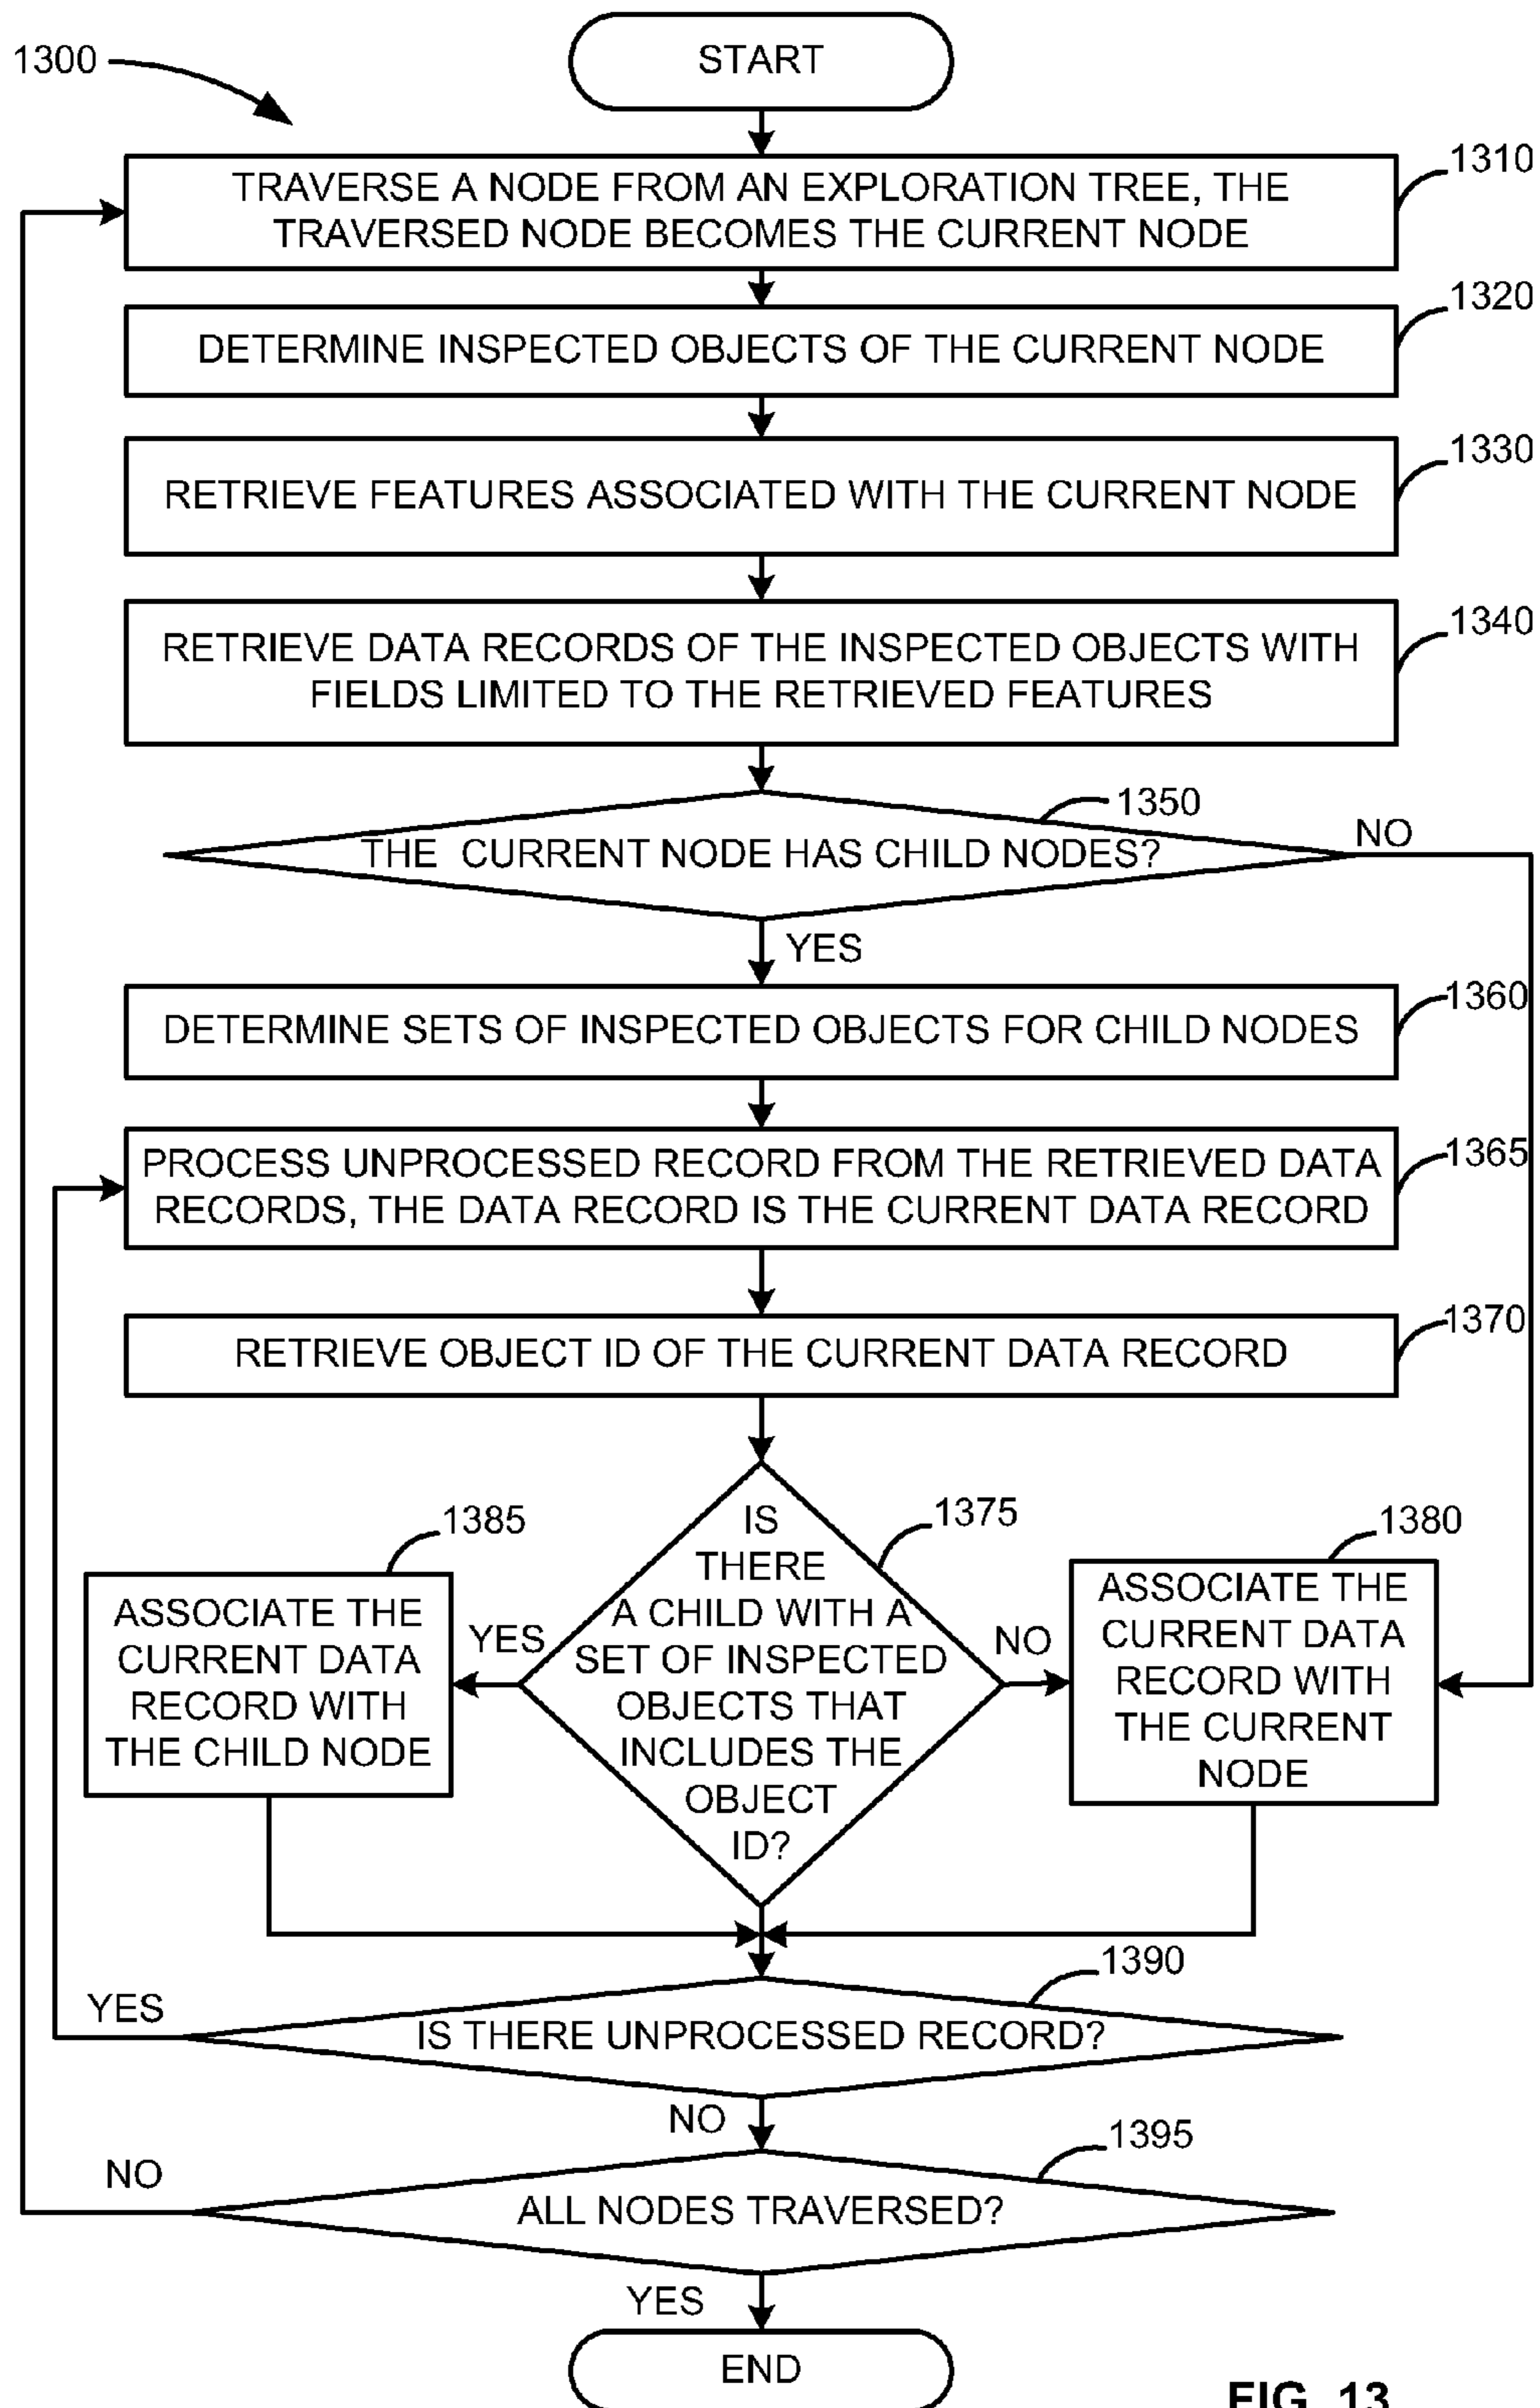 START
1300
TRAVERSE A NODE FROM AN EXPLORATION TREE, THE
TRAVERSED NODE BECOMES THE CURRENT NODE
1310
DETERMINE INSPECTED OBJECTS OF THE CURRENT NODE
1320
RETRIEVE FEATURES ASSOCIATED WITH THE CURRENT NODE
1330
RETRIEVE DATA RECORDS OF THE INSPECTED OBJECTS WITH
FIELDS LIMITED TO THE RETRIEVED FEATURES
1340
THE CURRENT NODE HAS CHILD NODES?
1350
NO
YES
DETERMINE SETS OF INSPECTED OBJECTS FOR CHILD NODES
1360
PROCESS UNPROCESSED RECORD FROM THE RETRIEVED DATA
RECORDS, THE DATA RECORD IS THE CURRENT DATA RECORD
1365
RETRIEVE OBJECT ID OF THE CURRENT DATA RECORD
1370
IS
THERE
A CHILD WITH A
SET OF INSPECTED
OBJECTS THAT
INCLUDES THE
OBJECT
ID?
1375
YES
NO
1385
ASSOCIATE THE
CURRENT DATA
RECORD WITH
THE CHILD NODE
1380
ASSOCIATE THE
CURRENT DATA
RECORD WITH
THE CURRENT
NODE
IS THERE UNPROCESSED RECORD?
1390
YES
NO
ALL NODES TRAVERSED?
1395
NO
YES
END
FIG. 13